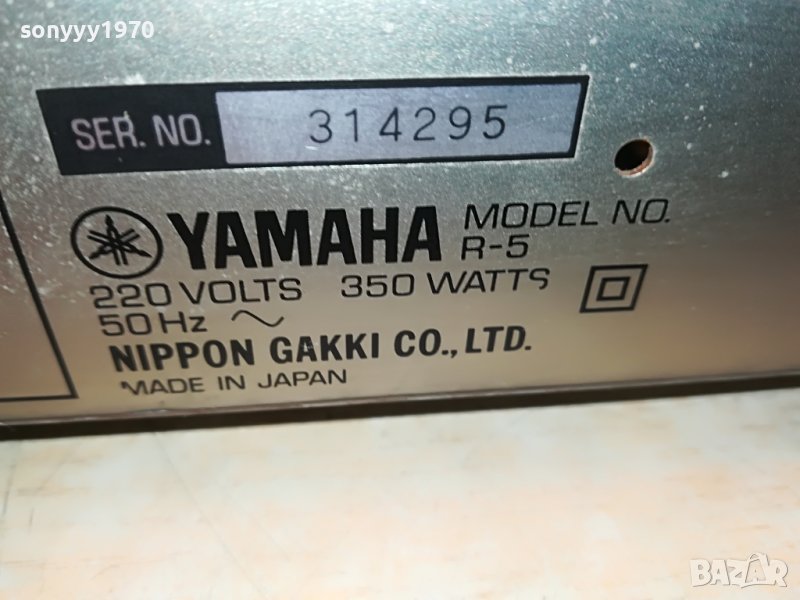 sonyyy1970
SER. NO. 314295
YAMAHA MODEL NO.
R-5
220 VOLTS 350 WATTS
50 Hz ~
NIPPON GAKKI CO., LTD.
MADE IN JAPAN
BAZAR